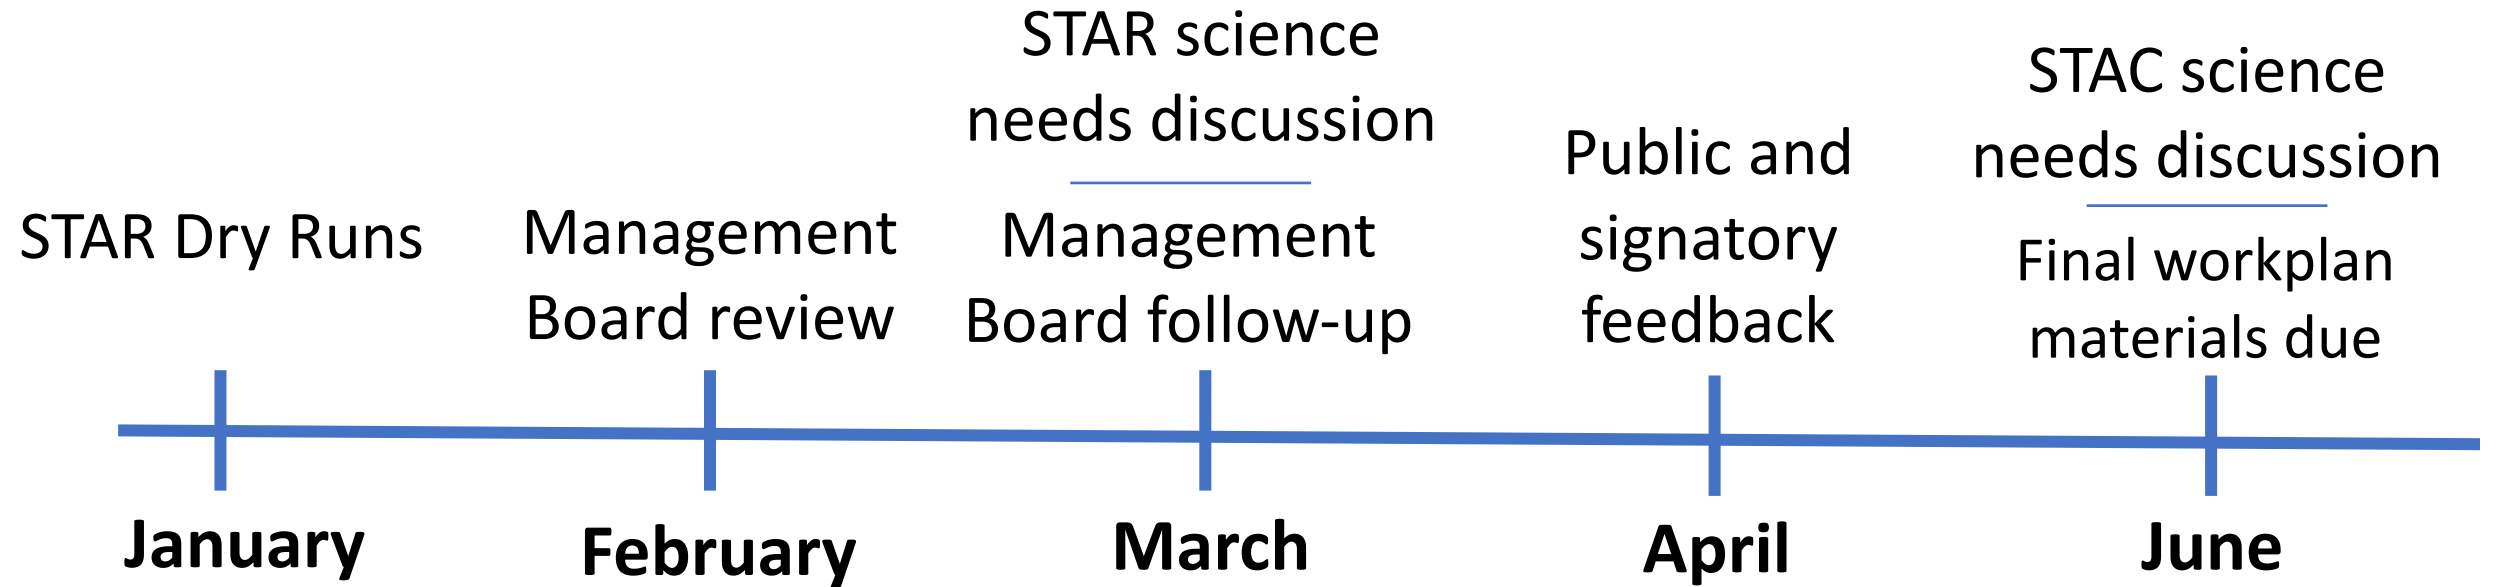 STAR Dry Runs
Management
Board review
STAR science
needs discussion
Management
Board follow-up
Public and
signatory
feedback
STAC science
needs discussion
Final workplan
materials due
January
February
March
April
June